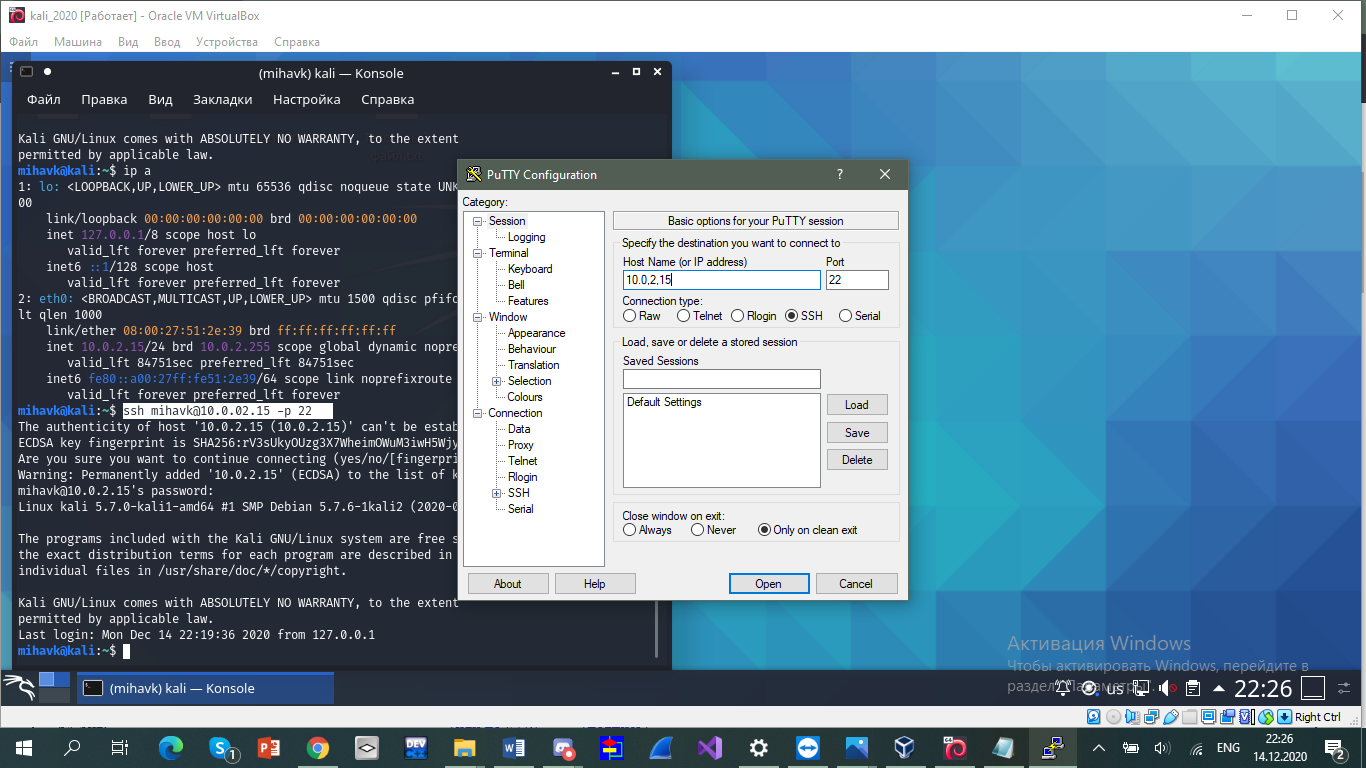 kali_2020 [Работает] - Oracle VM VirtualBox
Файл Машина Вид Ввод Устройства Справка
(mihavk) kali — Konsole
Файл Правка Вид Закладки Настройка Справка
Kali GNU/Linux comes with ABSOLUTELY NO WARRANTY, to the extent
permitted by applicable law.
mihavk@kali:~$ ip a
1: lo: <LOOPBACK,UP,LOWER_UP> mtu 65536 qdisc noqueue state UNK
00
link/loopback 00:00:00:00:00:00 brd 00:00:00:00:00:00
inet 127.0.0.1/8 scope host lo
valid_lft forever preferred_lft forever
inet6 ::1/128 scope host
valid_lft forever preferred_lft forever
2: eth0: <BROADCAST,MULTICAST,UP,LOWER_UP> mtu 1500 qdisc pfifo
lt qlen 1000
link/ether 08:00:27:51:2e:39 brd ff:ff:ff:ff:ff:ff
inet 10.0.2.15/24 brd 10.0.2.255 scope global dynamic nopre
valid_lft 84751sec preferred_lft 84751sec
inet6 fe80::a00:27ff:fe51:2e39/64 scope link noprefixroute
valid_lft forever preferred_lft forever
mihavk@kali:~$ ssh mihavk@10.0.02.15 -p 22
The authenticity of host '10.0.2.15 (10.0.2.15)' can't be estab
ECDSA key fingerprint is SHA256:rV3sUkyOUzg3X7WheimOWuM3iwH5Wjy
Are you sure you want to continue connecting (yes/no/[fingerpri
Warning: Permanently added '10.0.2.15' (ECDSA) to the list of k
mihavk@10.0.2.15's password:
Linux kali 5.7.0-kali1-amd64 #1 SMP Debian 5.7.6-1kali2 (2020-0
The programs included with the Kali GNU/Linux system are free s
the exact distribution terms for each program are described in
individual files in /usr/share/doc/*/copyright.
Kali GNU/Linux comes with ABSOLUTELY NO WARRANTY, to the extent
permitted by applicable law.
Last login: Mon Dec 14 22:19:36 2020 from 127.0.0.1
mihavk@kali:~$
PuTTY Configuration ?
Category:
Session
Logging
Terminal
Keyboard
Bell
Features
Window
Appearance
Behaviour
Translation
Selection
Colours
Connection
Data
Proxy
Telnet
Rlogin
SSH
Serial
Basic options for your PuTTY session
Specify the destination you want to connect to
Host Name (or IP address) Port
10.0,2,15 22
Connection type:
Raw Telnet Rlogin SSH Serial
Load, save or delete a stored session
Saved Sessions
Default Settings
Load
Save
Delete
Close window on exit:
Always Never Only on clean exit
About Help Open Cancel
Активация Windows
Чтобы активировать Windows, перейдите в
раздел "Параметры".
(mihavk) kali — Konsole
us 22:26
Right Ctrl
ENG 22:26
14.12.2020
1
2
DEV